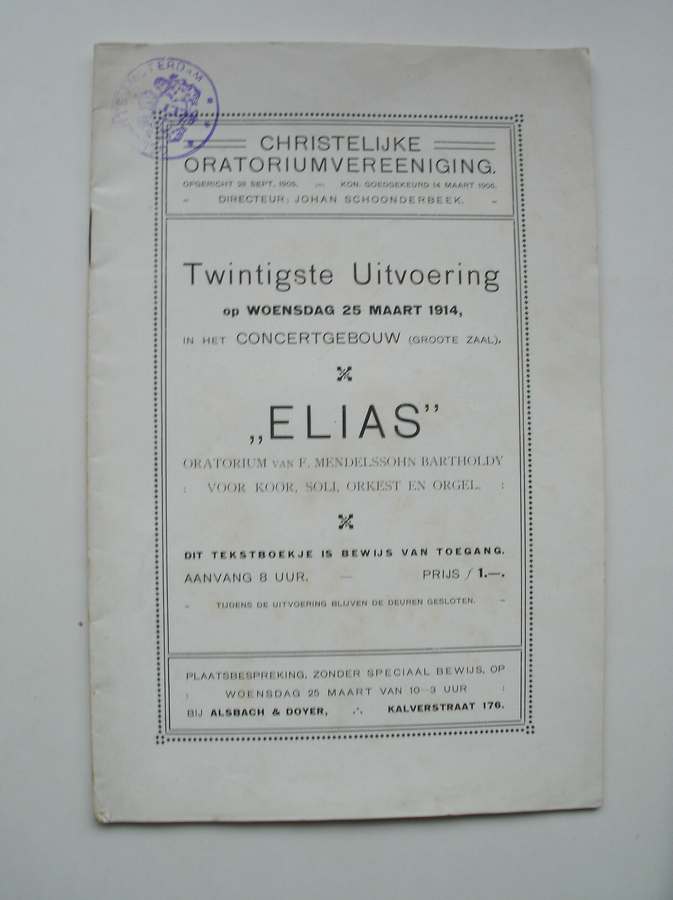 CHRISTELIJKE
ORATORIUMVEREENIGING.
OPGERICHT 28 SEPT. 1905. — KON. GOEDGEKEURD 14 MAART 1906.
DIRECTEUR: JOHAN SCHOONDERBEEK.
Twintigste Uitvoering
op WOENSDAG 25 MAART 1914,
IN HET CONCERTGEBOUW (GROOTE ZAAL).
„ELIAS”
ORATORIUM VAN F. MENDELSSOHN BARTHOLDY
: VOOR KOOR, SOLI, ORKEST EN ORGEL. :
DIT TEKSTBOEKJE IS BEWIJS VAN TOEGANG.
AANVANG 8 UUR. — PRIJS ƒ 1.—.
TIJDENS DE UITVOERING BLIJVEN DE DEUREN GESLOTEN.
PLAATSBESPREKING, ZONDER SPECIAAL BEWIJS, OP
: WOENSDAG 25 MAART VAN 10—3 UUR :
BIJ ALSBACH & DOYER, KALVERSTRAAT 176.